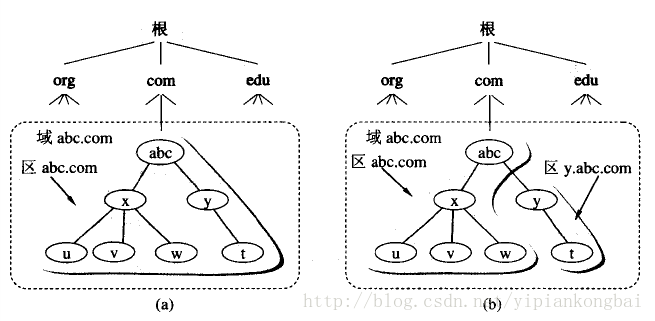 根
org
com
edu
域 abc.com
区 abc.com
abc
x
y
u
v
w
t
(a)
根
org
com
edu
域 abc.com
区 abc.com
abc
区 y.abc.com
x
y
u
v
w
t
(b)
http://blog.csdn.net/yipiankongbai